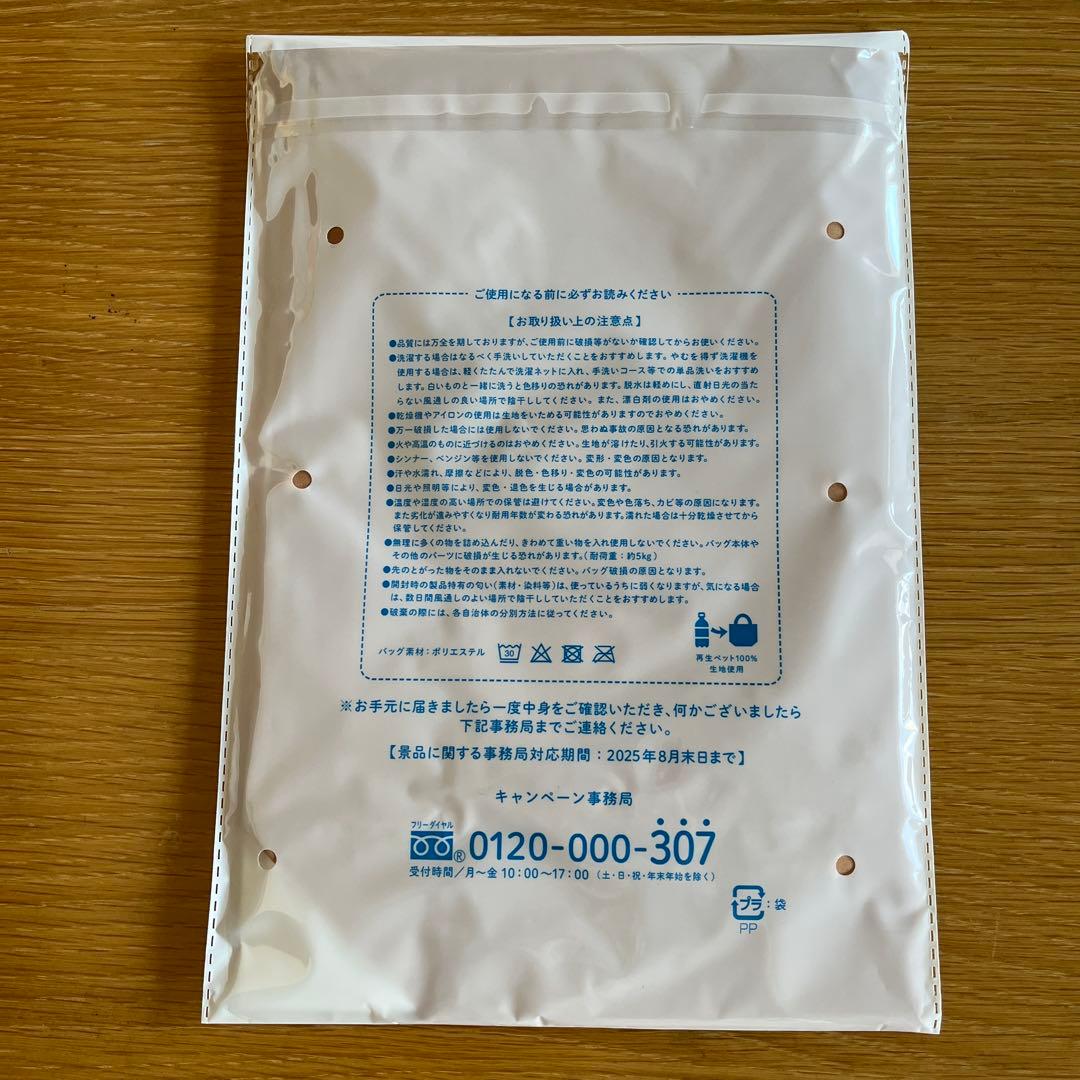 ご使用になる前に必ずお読みください
【お取り扱い上の注意点】
●品質には万全を期しておりますが、ご使用前に破損等がないか確認してからお使いください。
●洗濯する場合はなるべく手洗いしていただくことをおすすめします。やむを得ず洗濯機を
使用する場合は、軽くたたんで洗濯ネットに入れ、手洗いコース等での単品洗いをおすすめ
します。白いものと一緒に洗うと色移りの恐れがあります。脱水は軽めにし、直射日光の当た
らない風通しの良い場所で陰干ししてください。また、漂白剤の使用はおやめください。
●乾燥機やアイロンの使用は生地をいためる可能性がありますのでおやめください。
●万一破損した場合には使用しないでください。思わぬ事故の原因となる恐れがあります。
●火や高温のものに近づけるのはおやめください。生地が溶けたり、引火する可能性があります。
●シンナー、ベンジン等を使用しないでください。変形・変色の原因となります。
●汗や水濡れ、摩擦などにより、脱色・色移り・変色の可能性があります。
●日光や照明等により、変色・退色を生じる場合があります。
●温度や湿度の高い場所での保管は避けてください。変色や色落ち、カビ等の原因になります。
また劣化が進みやすくなり耐用年数が変わる恐れがあります。濡れた場合は十分乾燥させてから
保管してください。
●無理に多くの物を詰め込んだり、きわめて重い物を入れ使用しないでください。バッグ本体や
その他のパーツに破損が生じる恐れがあります。（耐荷重：約5kg）
●先のとがった物をそのまま入れないでください。バッグ破損の原因となります。
●開封時の製品特有の匂い（素材・染料等）は、使っているうちに弱くなりますが、気になる場合
は、数日間風通しのよい場所で陰干ししていただくことをおすすめします。
●破棄の際には、各自治体の分別方法に従ってください。
バッグ素材：ポリエステル
30
再生ペット100%
生地使用
※お手元に届きましたら一度中身をご確認いただき、何かございましたら
下記事務局までご連絡ください。
【景品に関する事務局対応期間：2025年8月末日まで】
キャンペーン事務局
フリーダイヤル
® 0120-000-307
受付時間／月～金 10：00～17：00（土・日・祝・年末年始を除く）
プラ：袋
PP